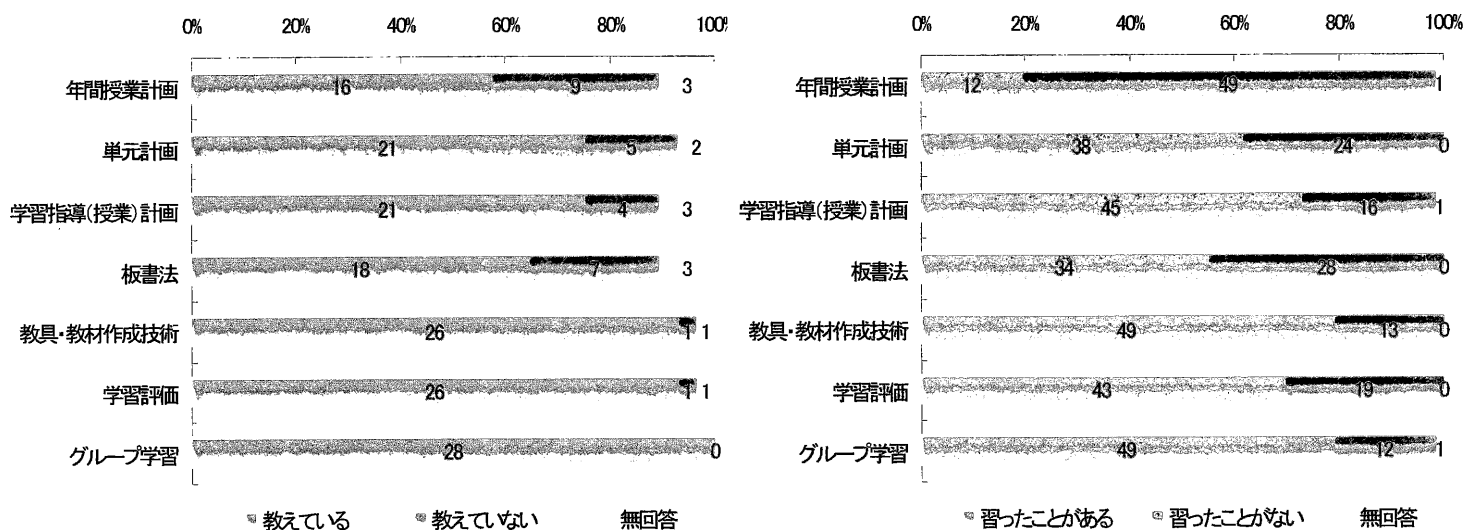 0% 20% 40% 60% 80% 100%
年間授業計画 16 9 3
単元計画 21 5 2
学習指導(授業)計画 21 4 3
板書法 18 7 3
教具・教材作成技術 26 1 1
学習評価 26 1 1
グループ学習 28 0
教えている 教えていない 無回答
0% 20% 40% 60% 80% 100%
年間授業計画 12 49 1
単元計画 38 24 0
学習指導(授業)計画 45 16 1
板書法 34 28 0
教具・教材作成技術 49 13 0
学習評価 43 19 0
グループ学習 49 12 1
習ったことがある 習ったことがない 無回答